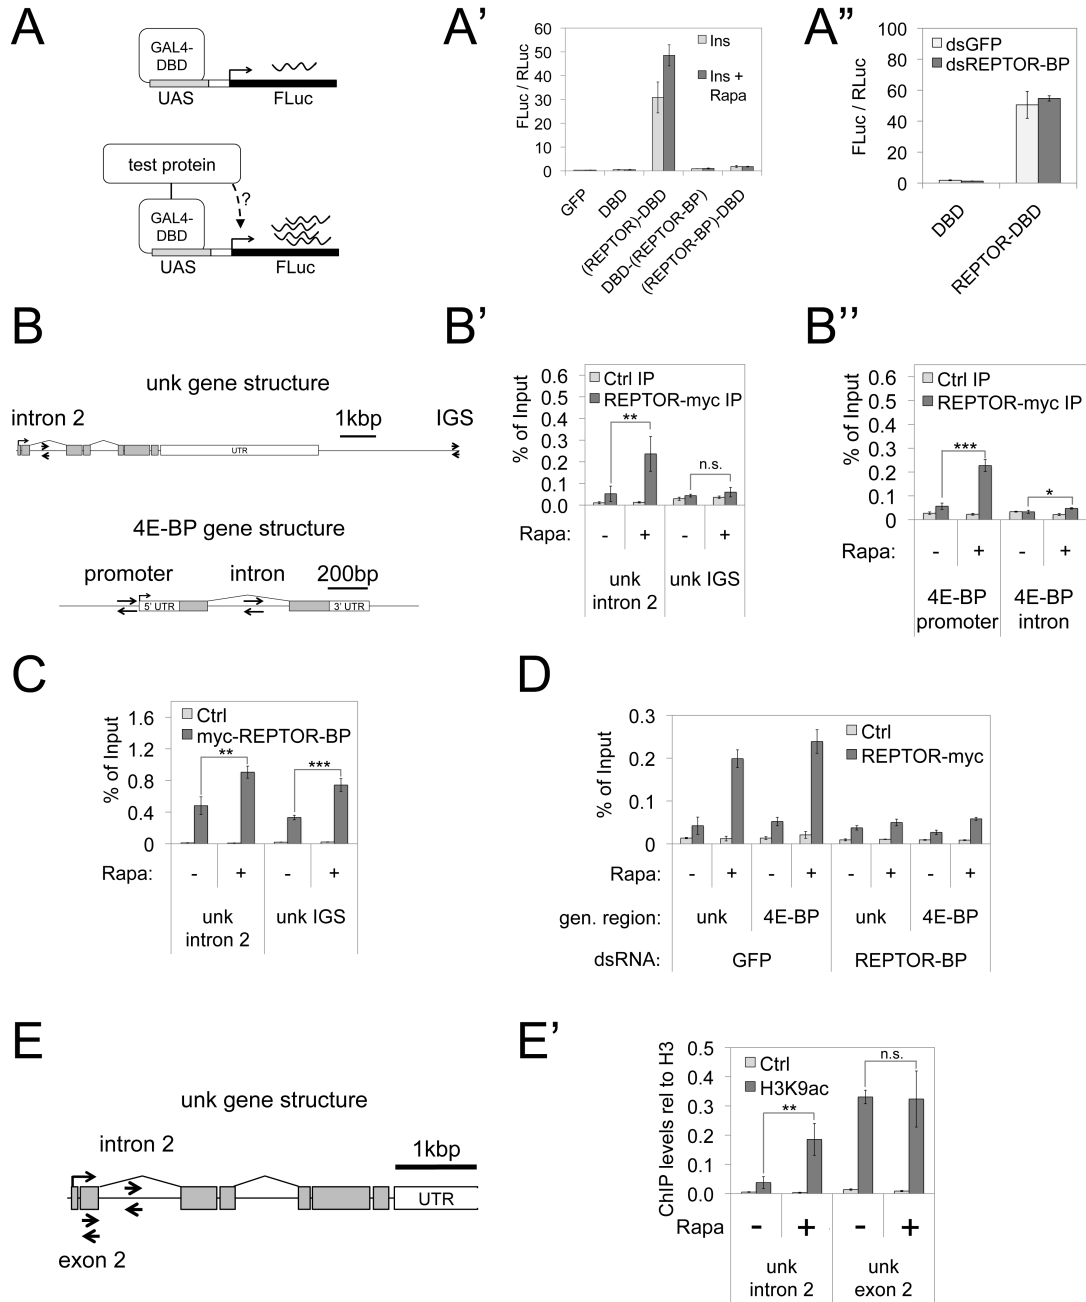 A
GAL4-
DBD
UAS
FLuc
test protein
?
GAL4-
DBD
UAS
FLuc
A'
FLuc / RLuc
60
50
40
30
20
10
0
Ins
Ins +
Rapa
GFP
DBD
(REPTOR)-DBD
DBD-(REPTOR-BP)
(REPTOR-BP)-DBD
A''
FLuc / RLuc
100
80
60
40
20
0
dsGFP
dsREPTOR-BP
DBD
REPTOR-DBD
B
unk gene structure
intron 2
1kbp
IGS
UTR
4E-BP gene structure
promoter
intron
200bp
5' UTR
3' UTR
B'
% of Input
0.6
0.5
0.4
0.3
0.2
0.1
0.0
Ctrl IP
REPTOR-myc IP
**
n.s.
Rapa: - + - +
unk
intron 2
unk IGS
B''
% of Input
0.6
0.5
0.4
0.3
0.2
0.1
0
Ctrl IP
REPTOR-myc IP
***
*
Rapa: - + - +
4E-BP
promoter
4E-BP
intron
C
% of Input
1.6
1.2
0.8
0.4
0
Ctrl
myc-REPTOR-BP
**
***
Rapa: - + - +
unk
intron 2
unk IGS
D
% of Input
0.3
0.2
0.1
0
Ctrl
REPTOR-myc
Rapa: - + - + - + - +
gen. region: unk 4E-BP unk 4E-BP
dsRNA: GFP REPTOR-BP
E
unk gene structure
intron 2
1kbp
UTR
exon 2
E'
ChIP levels rel to H3
0.5
0.4
0.3
0.2
0.1
0.0
Ctrl
H3K9ac
**
n.s.
Rapa - + - +
unk
intron 2
unk
exon 2